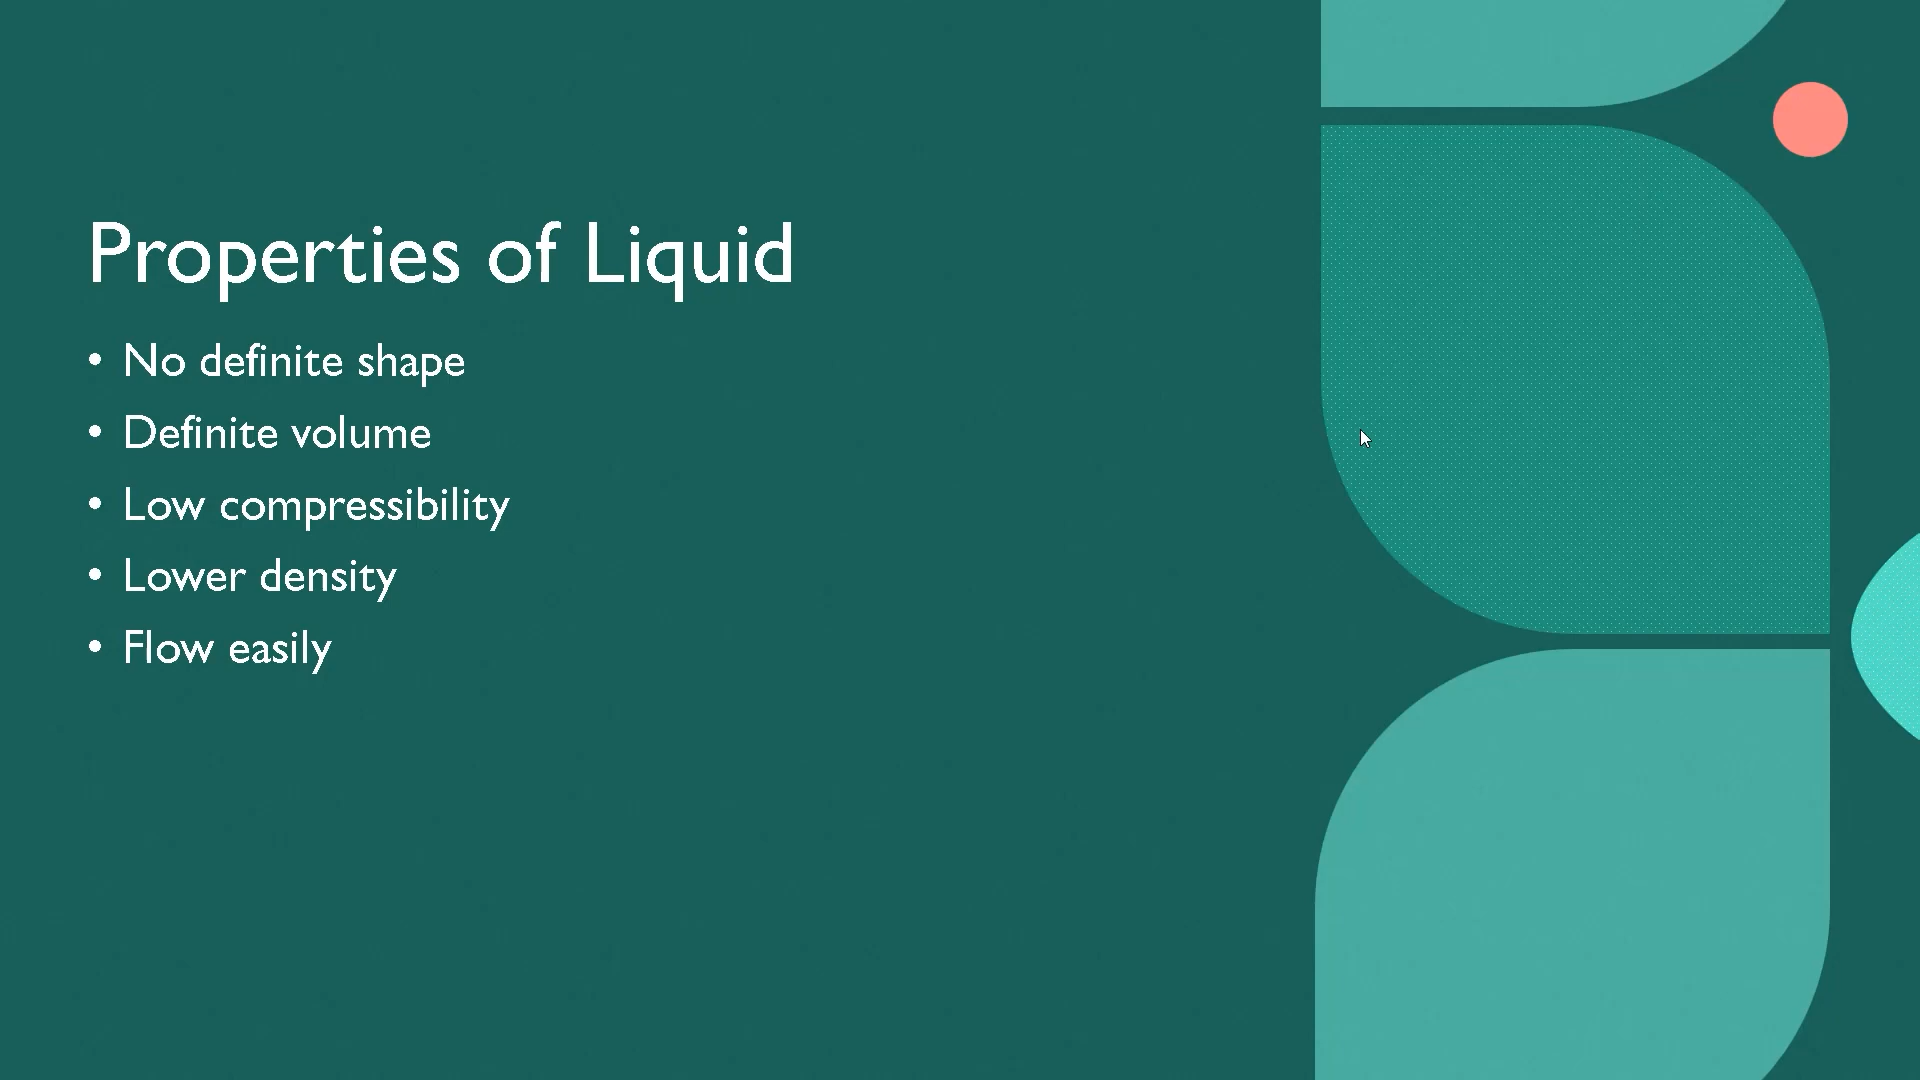 Properties of Liquid
• No definite shape
• Definite volume
• Low compressibility
• Lower density
• Flow easily